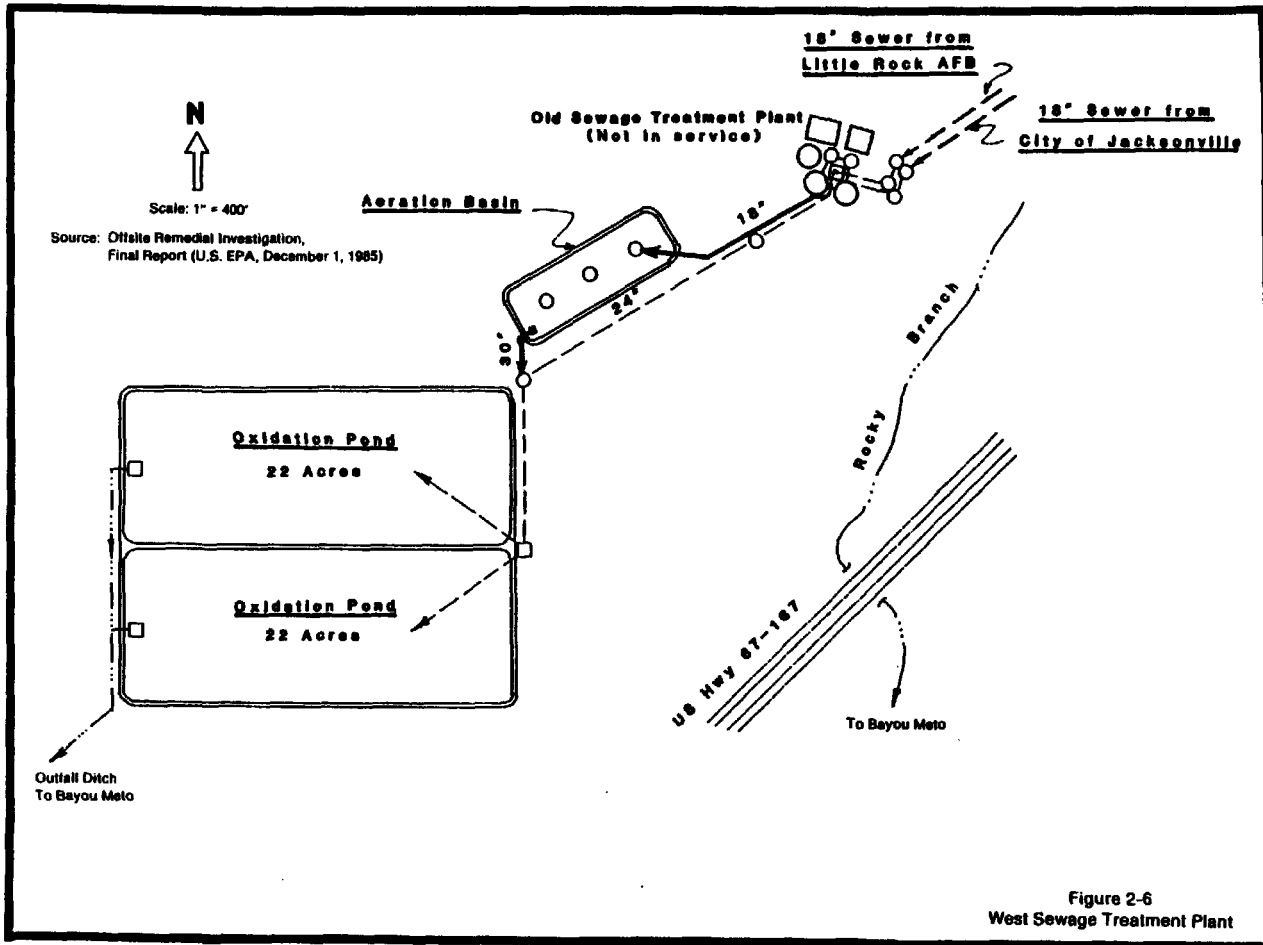 18" Sewer from
Little Rock AFB
18" Sewer from
City of Jacksonville
N
Old Sewage Treatment Plant
(Not in service)
Scale: 1" = 400'
Aeration Basin
18"
Source: Offsite Remedial Investigation,
Final Report (U.S. EPA, December 1, 1985)
24"
30"
Rocky Branch
Oxidation Pond
22 Acres
Oxidation Pond
22 Acres
US Hwy 67-167
To Bayou Meto
Outfall Ditch
To Bayou Meto
Figure 2-6
West Sewage Treatment Plant